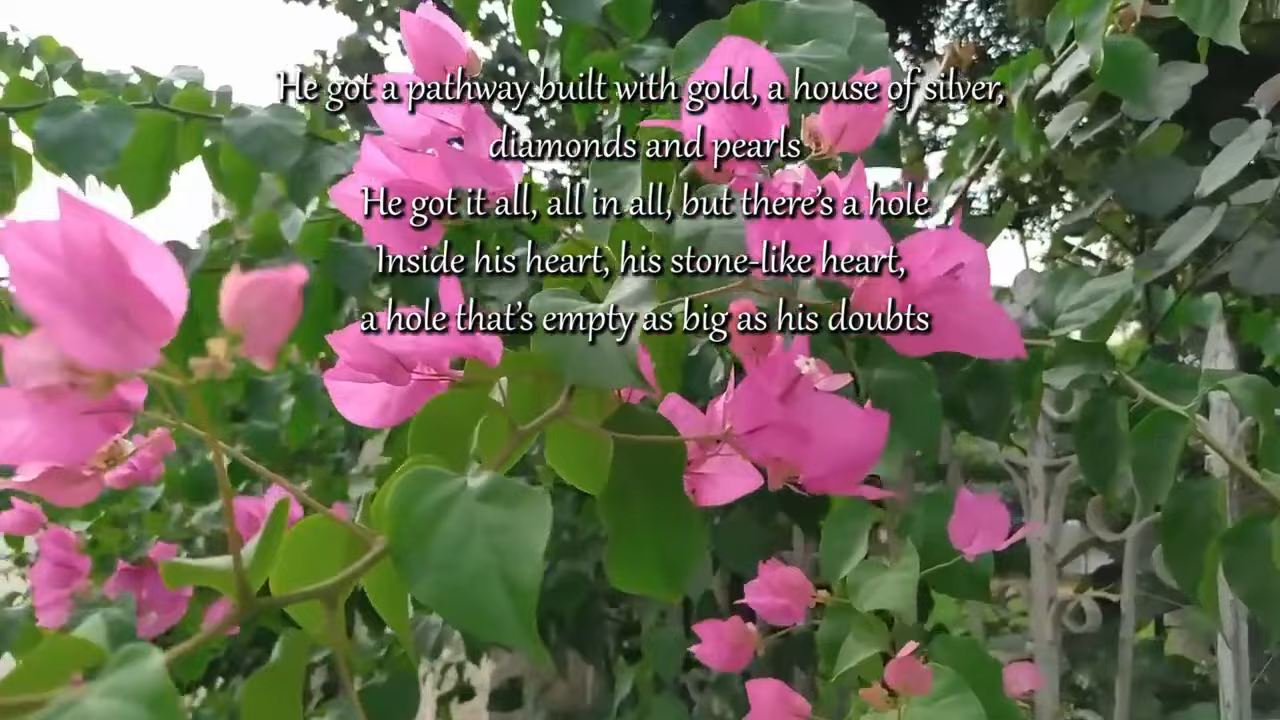 He got a pathway built with gold, a house of silver,
diamonds and pearls
He got it all, all in all, but there's a hole
Inside his heart, his stone-like heart,
a hole that's empty as big as his doubts